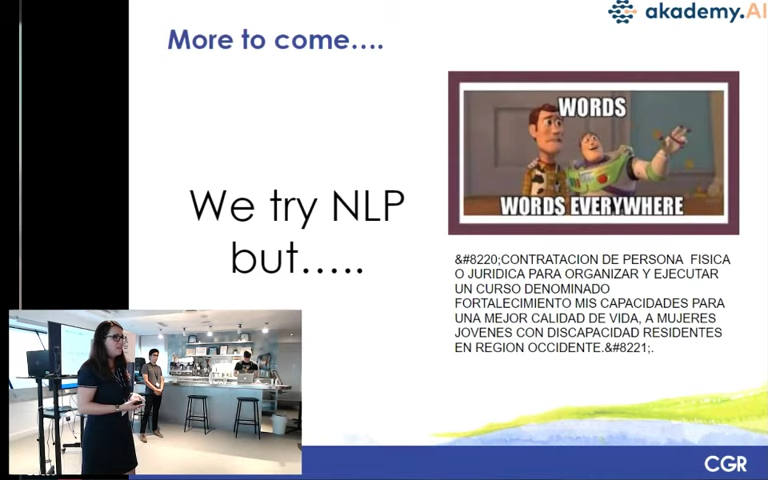 akademy.AI
More to come....
WORDS
WORDS EVERYWHERE
We try NLP
but.....
&#8220;CONTRATACION DE PERSONA FISICA
O JURIDICA PARA ORGANIZAR Y EJECUTAR
UN CURSO DENOMINADO
FORTALECIMIENTO MIS CAPACIDADES PARA
UNA MEJOR CALIDAD DE VIDA, A MUJERES
JOVENES CON DISCAPACIDAD RESIDENTES
EN REGION OCCIDENTE.&#8221;.
CGR